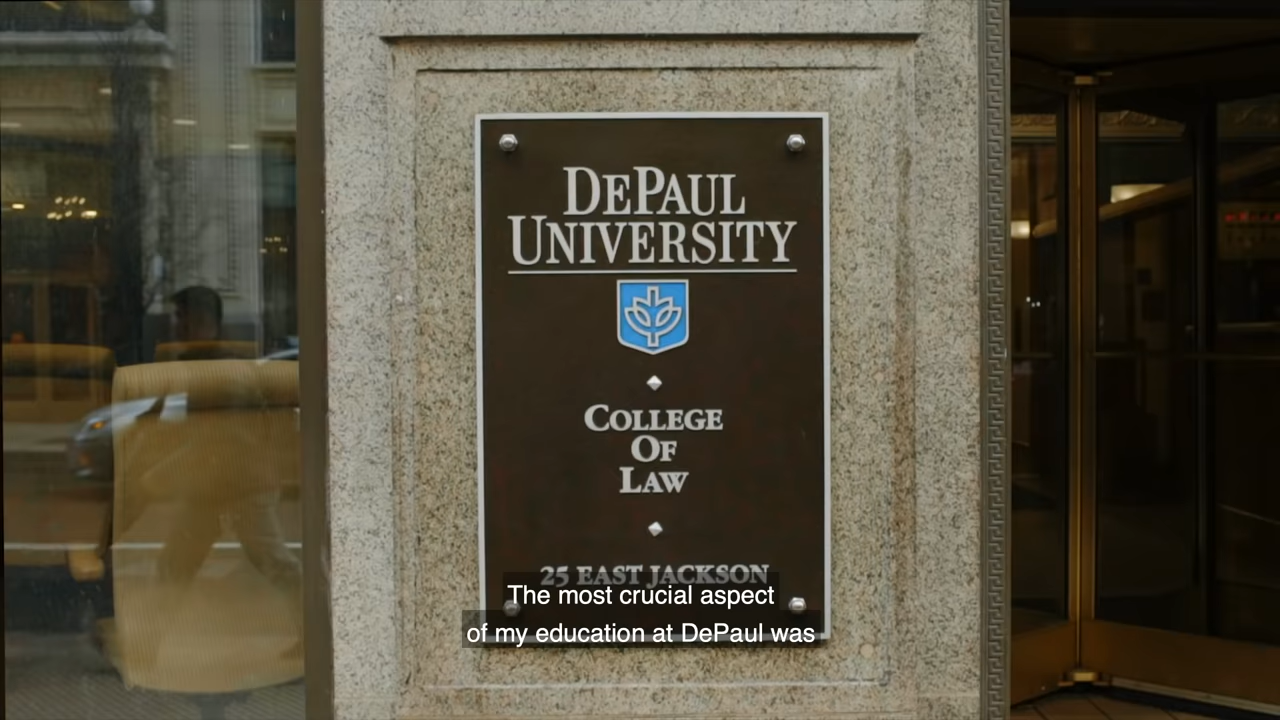 DEPAUL
UNIVERSITY
COLLEGE
OF
LAW
25 EAST JACKSON
The most crucial aspect
of my education at DePaul was